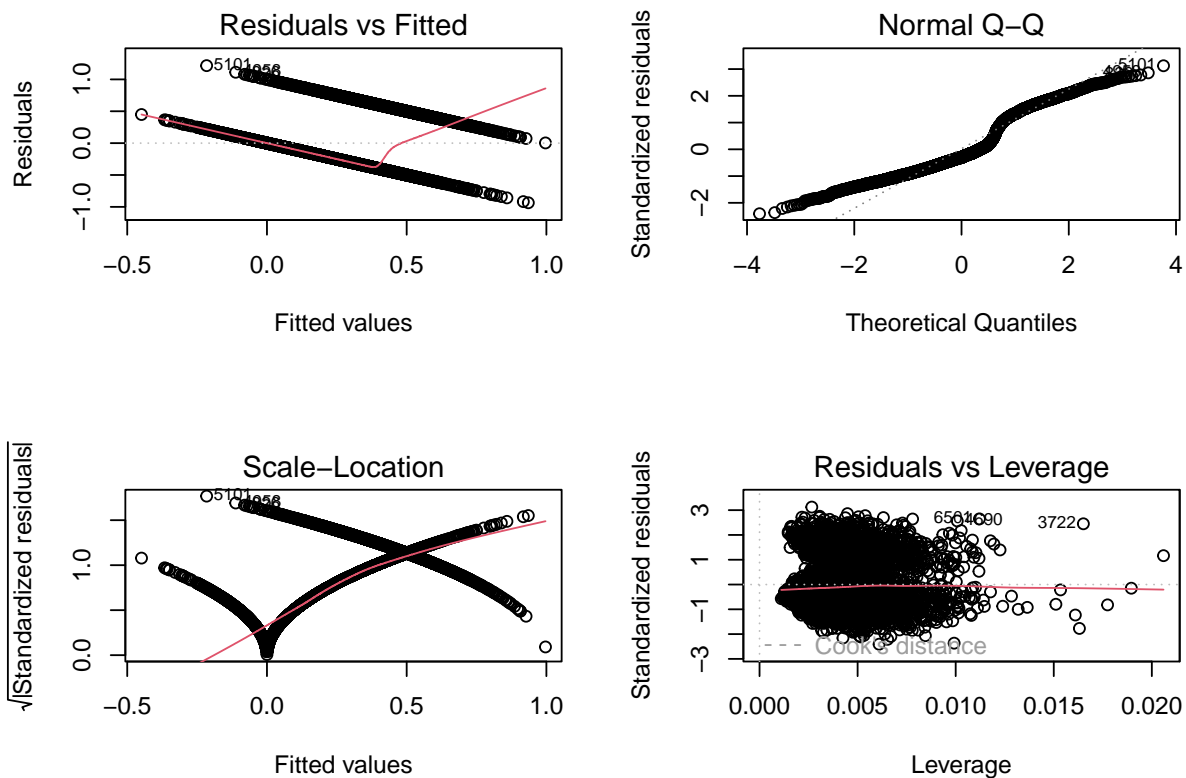 Residuals vs Fitted
Residuals
5101
1.0
0.0
−1.0
−0.5 0.0 0.5 1.0
Fitted values
Normal Q−Q
Standardized residuals
5101
2
0
−2
−4 −2 0 2 4
Theoretical Quantiles
Scale−Location
√|Standardized residuals|
5101
1.0
0.0
−0.5 0.0 0.5 1.0
Fitted values
Residuals vs Leverage
Standardized residuals
3722
3
1
−1
−3
Cook's distance
0.000 0.005 0.010 0.015 0.020
Leverage